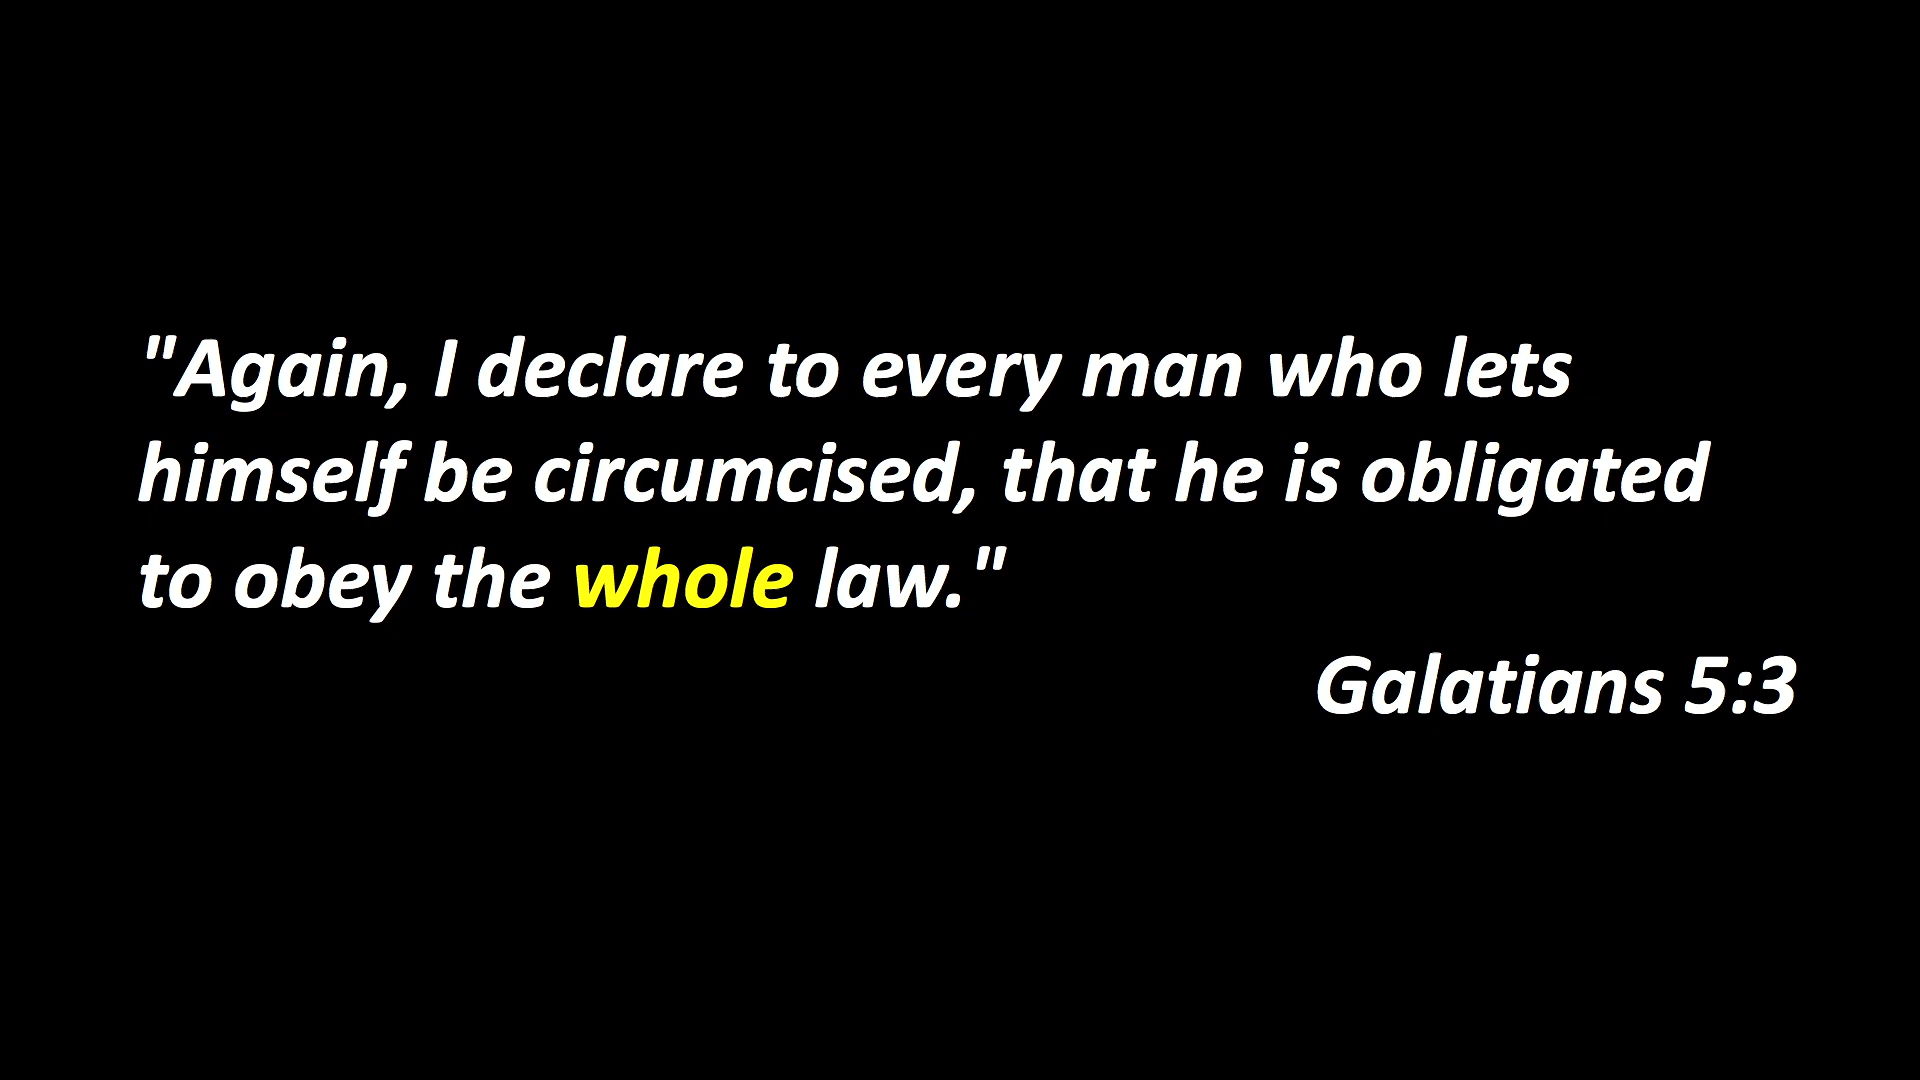 "Again, I declare to every man who lets
himself be circumcised, that he is obligated
to obey the whole law."
Galatians 5:3